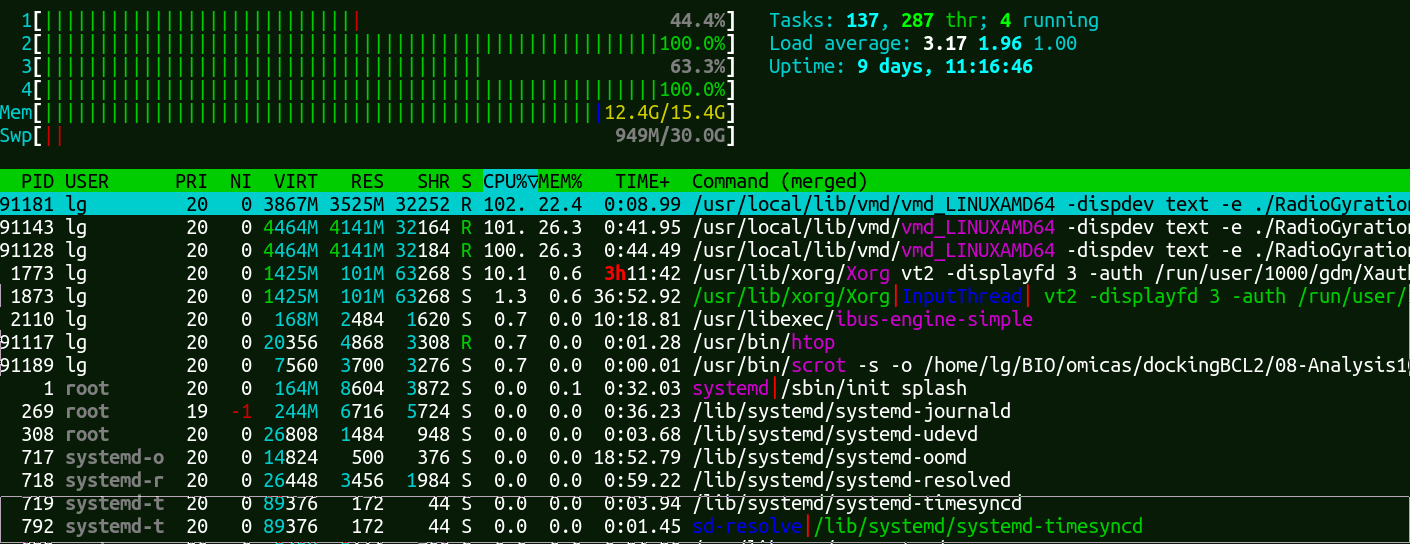 1[|||||||||||||||||||||||||||||| 44.4%] Tasks: 137, 287 thr; 4 running
2[|||||||||||||||||||||||||||||||||||||||||||||||||||||||||100.0%] Load average: 3.17 1.96 1.00
3[||||||||||||||||||||||||||||||||||||||||| 63.3%] Uptime: 9 days, 11:16:46
4[|||||||||||||||||||||||||||||||||||||||||||||||||||||||||100.0%]
Mem[||||||||||||||||||||||||||||||||||||||||||||||||||||12.4G/15.4G]
Swp[|| 949M/30.0G]
PID USER PRI NI VIRT RES SHR S CPU%▽MEM% TIME+ Command (merged)
91181 lg 20 0 3867M 3525M 32252 R 102. 22.4 0:08.99 /usr/local/lib/vmd/vmd_LINUXAMD64 -dispdev text -e ./RadioGyration
91143 lg 20 0 4464M 4141M 32164 R 101. 26.3 0:41.95 /usr/local/lib/vmd/vmd_LINUXAMD64 -dispdev text -e ./RadioGyration
91128 lg 20 0 4464M 4141M 32184 R 100. 26.3 0:44.49 /usr/local/lib/vmd/vmd_LINUXAMD64 -dispdev text -e ./RadioGyration
1773 lg 20 0 1425M 101M 63268 S 10.1 0.6 3h11:42 /usr/lib/xorg/Xorg vt2 -displayfd 3 -auth /run/user/1000/gdm/Xaut
1873 lg 20 0 1425M 101M 63268 S 1.3 0.6 36:52.92 /usr/lib/xorg/Xorg|InputThread| vt2 -displayfd 3 -auth /run/user/
2110 lg 20 0 168M 2484 1620 S 0.7 0.0 10:18.81 /usr/libexec/ibus-engine-simple
91117 lg 20 0 20356 4868 3308 R 0.7 0.0 0:01.28 /usr/bin/htop
91189 lg 20 0 7560 3700 3276 S 0.7 0.0 0:00.01 /usr/bin/scrot -s -o /home/lg/BIO/omicas/dockingBCL2/08-Analysis1
1 root 20 0 164M 8604 3872 S 0.0 0.1 0:32.03 systemd|/sbin/init splash
269 root 19 -1 244M 6716 5724 S 0.0 0.0 0:36.23 /lib/systemd/systemd-journald
308 root 20 0 26808 1484 948 S 0.0 0.0 0:03.68 /lib/systemd/systemd-udevd
717 systemd-o 20 0 14824 500 376 S 0.0 0.0 18:52.79 /lib/systemd/systemd-oomd
718 systemd-r 20 0 26448 3456 1984 S 0.0 0.0 0:59.22 /lib/systemd/systemd-resolved
719 systemd-t 20 0 89376 172 44 S 0.0 0.0 0:03.94 /lib/systemd/systemd-timesyncd
792 systemd-t 20 0 89376 172 44 S 0.0 0.0 0:01.45 sd-resolve|/lib/systemd/systemd-timesyncd